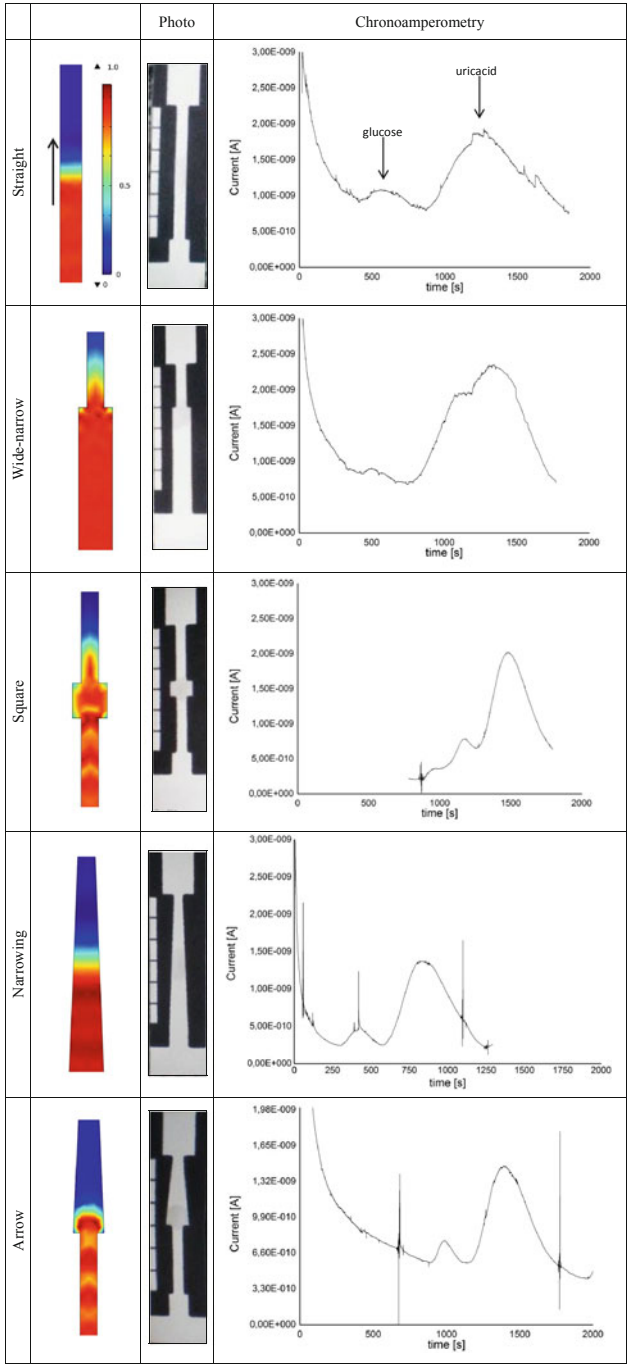 Photo Chronoamperometry
Straight
▲ 1.0
0.5
0
▼ 0
3,00E-009
2,50E-009
2,00E-009
1,50E-009
1,00E-009
5,00E-010
0,00E+000
Current [A]
glucose
uricacid
0 500 1000 1500 2000
time [s]
Wide-narrow
3,00E-009
2,50E-009
2,00E-009
1,50E-009
1,00E-009
5,00E-010
0,00E+000
Current [A]
0 500 1000 1500 2000
time [s]
Square
3,00E-009
2,50E-009
2,00E-009
1,50E-009
1,00E-009
5,00E-010
0,00E+000
Current [A]
0 500 1000 1500 2000
time [s]
Narrowing
3,00E-009
2,50E-009
2,00E-009
1,50E-009
1,00E-009
5,00E-010
0,00E+000
Current [A]
0 250 500 750 1000 1250 1500 1750 2000
time [s]
Arrow
1,98E-009
1,65E-009
1,32E-009
9,90E-010
6,60E-010
3,30E-010
0,00E+000
Current [A]
0 500 1000 1500 2000
time [s]